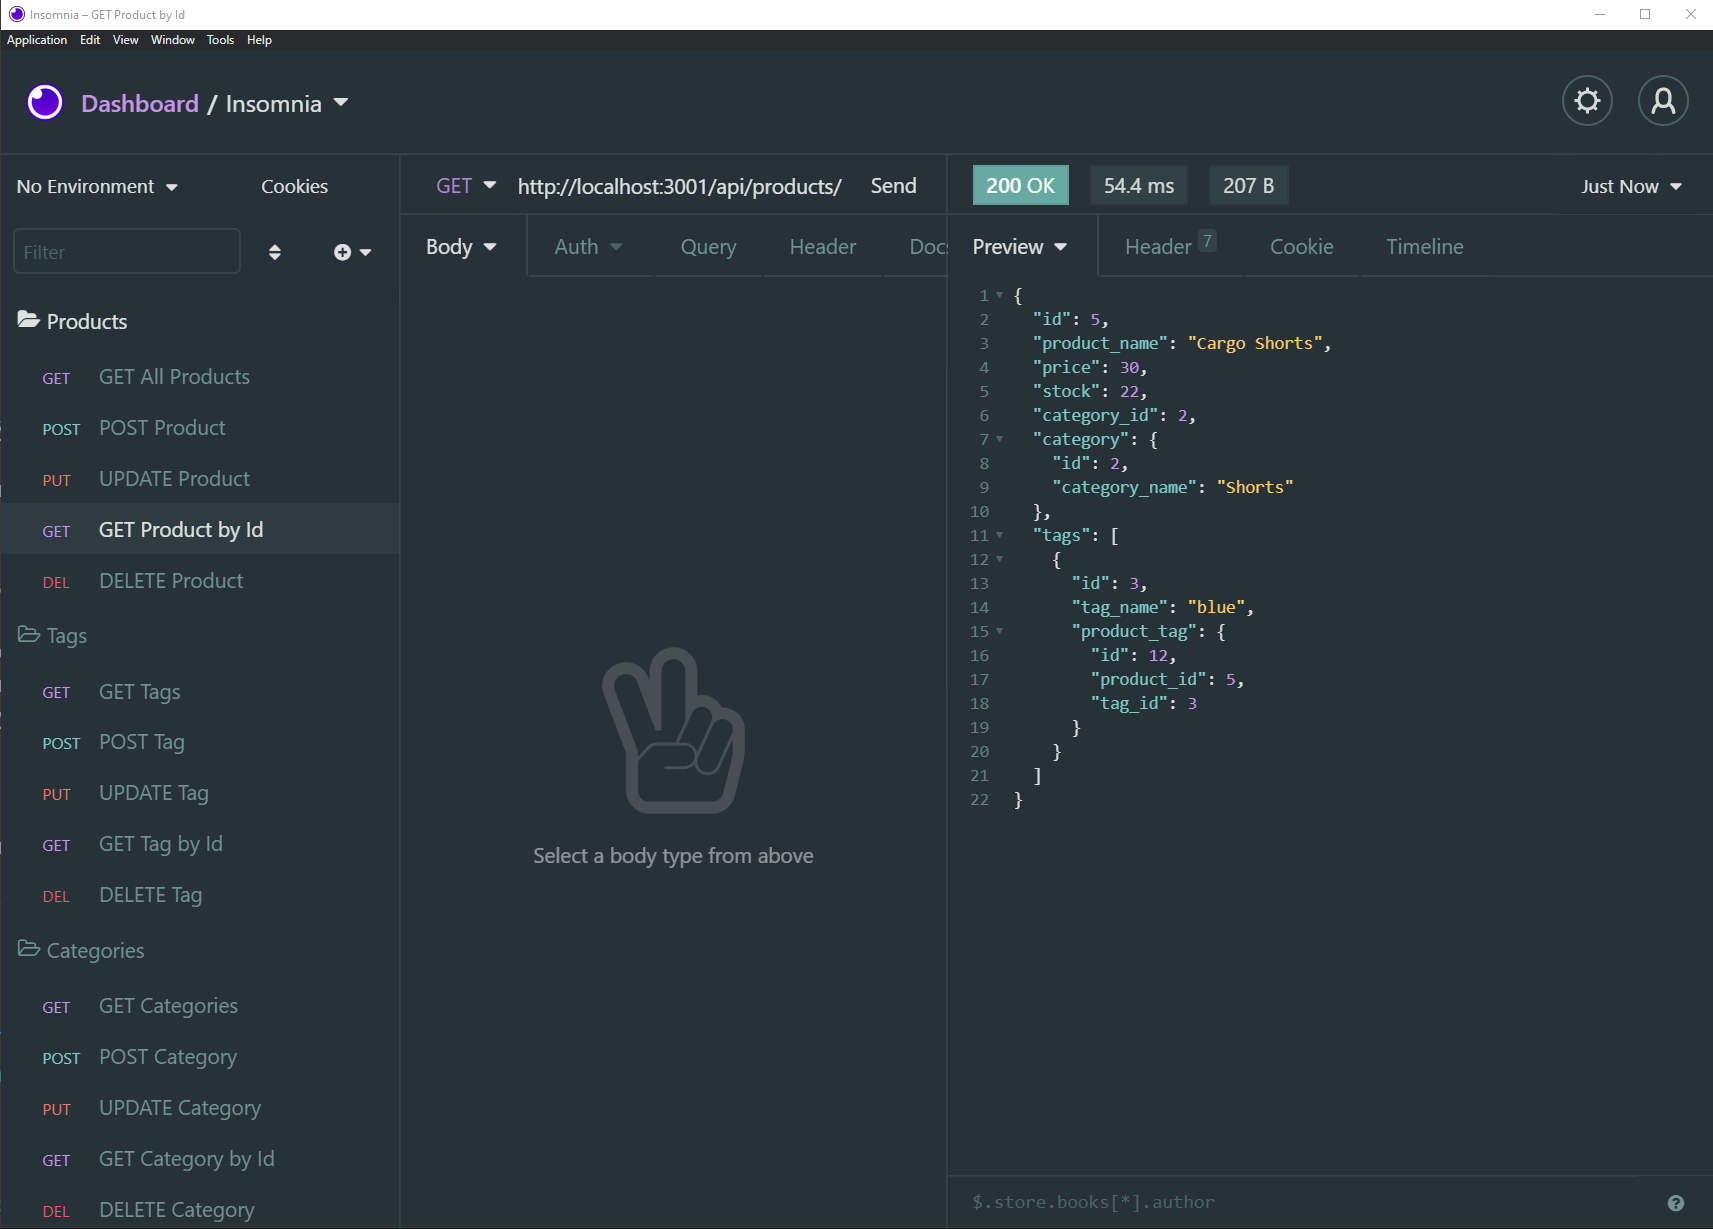 Insomnia – GET Product by Id
Application Edit View Window Tools Help
Dashboard / Insomnia
No Environment Cookies
Filter
Products
GET GET All Products
POST POST Product
PUT UPDATE Product
GET GET Product by Id
DEL DELETE Product
Tags
GET GET Tags
POST POST Tag
PUT UPDATE Tag
GET GET Tag by Id
DEL DELETE Tag
Categories
GET GET Categories
POST POST Category
PUT UPDATE Category
GET GET Category by Id
DEL DELETE Category
GET http://localhost:3001/api/products/ Send
Body Auth Query Header Docs
Select a body type from above
200 OK 54.4 ms 207 B Just Now
Preview Header 7 Cookie Timeline
1 {
2 "id": 5,
3 "product_name": "Cargo Shorts",
4 "price": 30,
5 "stock": 22,
6 "category_id": 2,
7 "category": {
8 "id": 2,
9 "category_name": "Shorts"
10 },
11 "tags": [
12 {
13 "id": 3,
14 "tag_name": "blue",
15 "product_tag": {
16 "id": 12,
17 "product_id": 5,
18 "tag_id": 3
19 }
20 }
21 ]
22 }
$.store.books[*].author